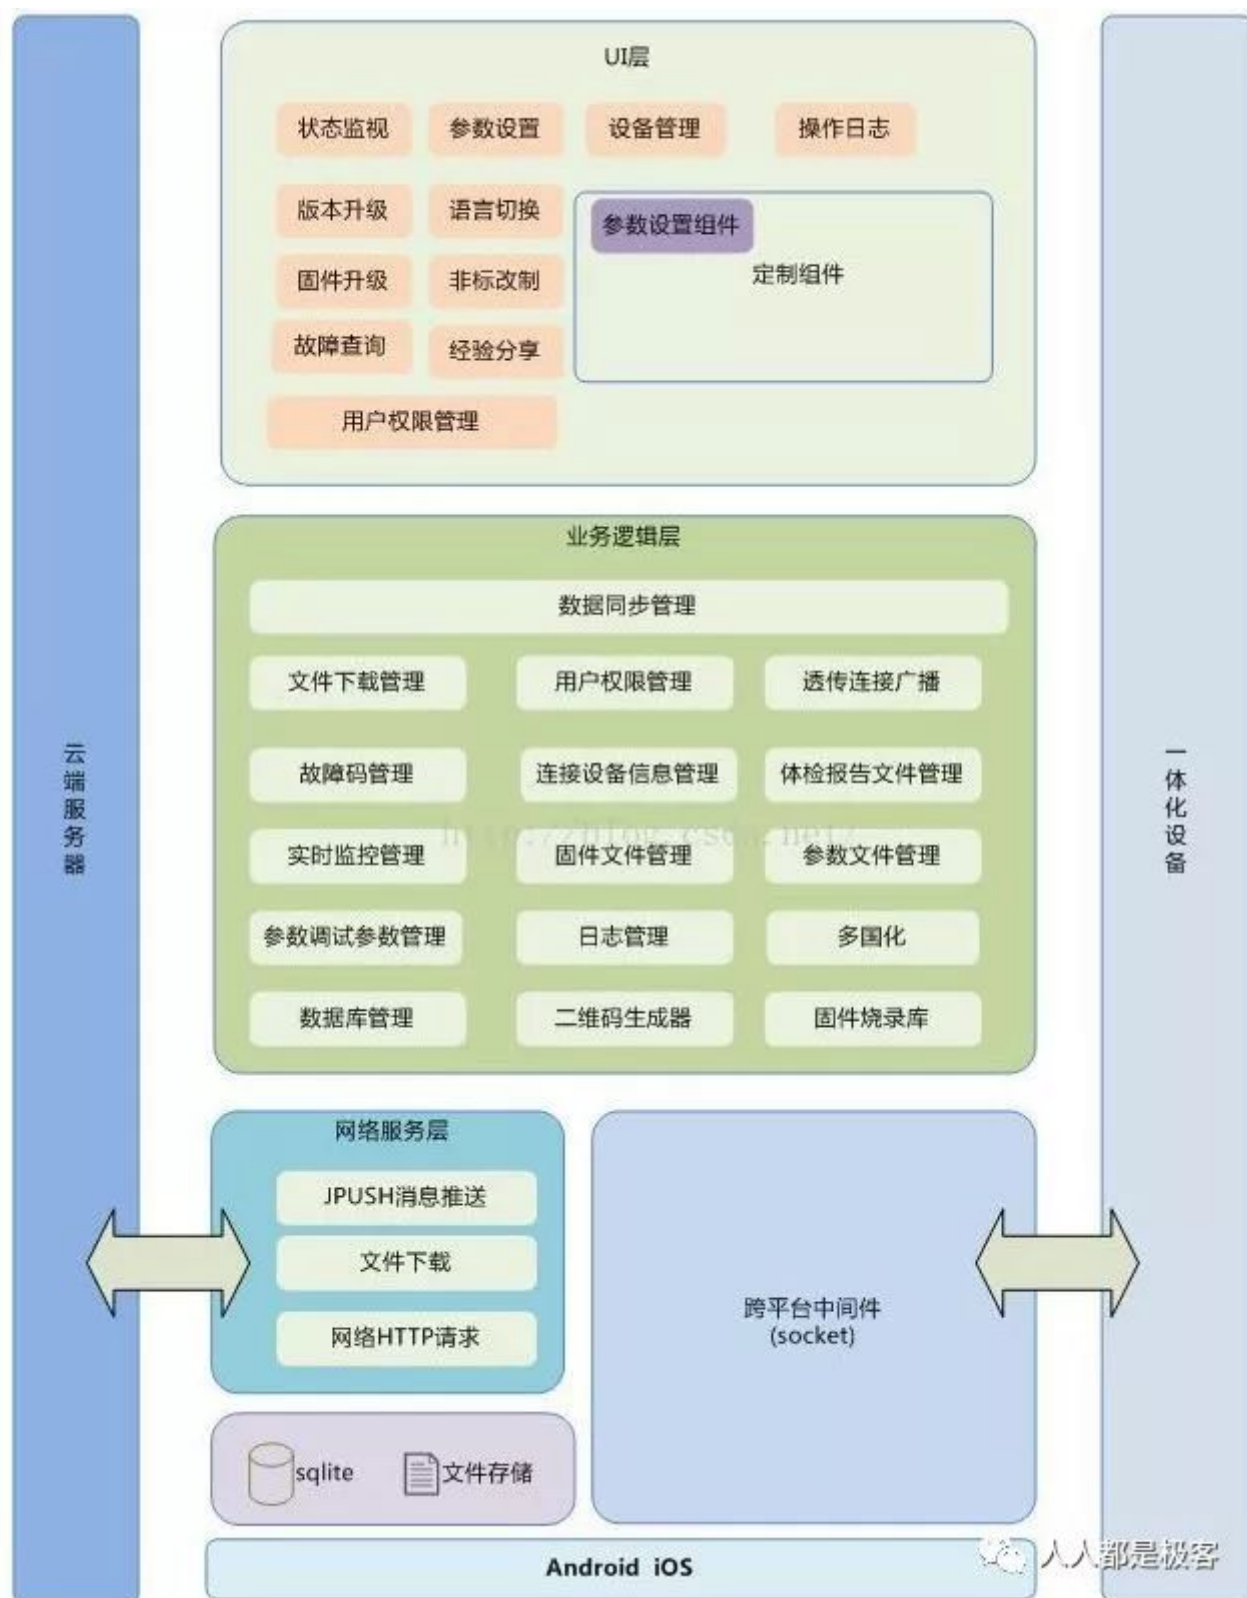 UI层
状态监视
参数设置
设备管理
操作日志
版本升级
语言切换
参数设置组件
定制组件
固件升级
非标改制
故障查询
经验分享
用户权限管理
业务逻辑层
数据同步管理
文件下载管理
用户权限管理
透传连接广播
故障码管理
连接设备信息管理
体检报告文件管理
实时监控管理
固件文件管理
参数文件管理
参数调试参数管理
日志管理
多国化
数据库管理
二维码生成器
固件烧录库
云端服务器
一体化设备
网络服务层
JPUSH消息推送
文件下载
网络HTTP请求
跨平台中间件
(socket)
sqlite
文件存储
Android iOS
人人都是极客